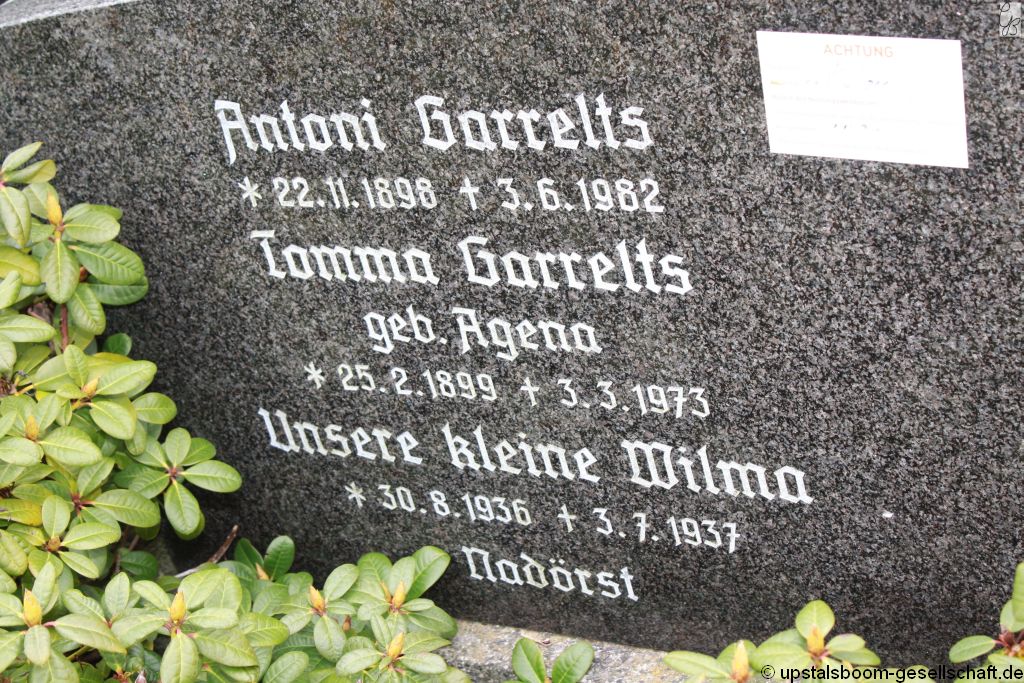 ACHTUNG
Antoni Garrelts
* 22.11.1898 † 3.6.1982
Tomma Garrelts
geb. Agena
* 25.2.1899 † 3.3.1973
Unsere kleine Wilma
* 30.8.1936 † 3.7.1937
Nadörst
© upstalsboom-gesellschaft.de